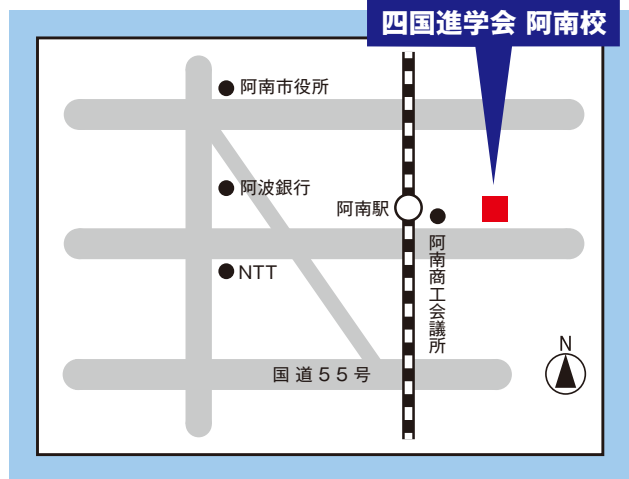 四国進学会 阿南校
阿南市役所
阿波銀行
阿南駅
阿南商工会議所
NTT
N
国道55号